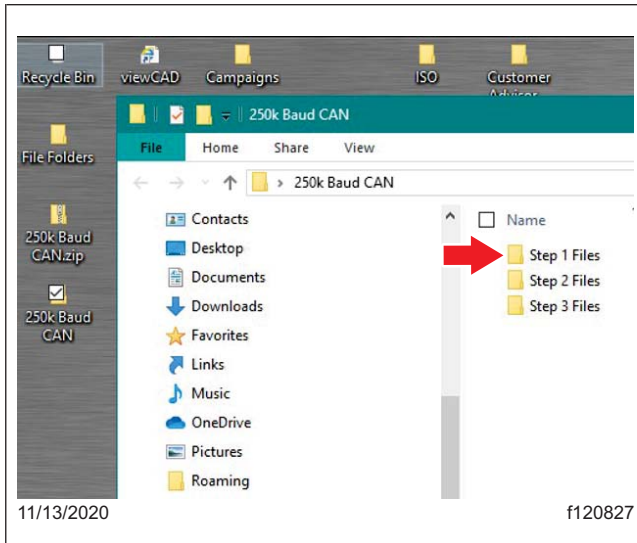 Recycle Bin
viewCAD
Campaigns
ISO
Customer
File Folders
250k Baud
CAN.zip
250k Baud
CAN
250k Baud CAN
File Home Share View
250k Baud CAN
Contacts
Desktop
Documents
Downloads
Favorites
Links
Music
OneDrive
Pictures
Roaming
Name
Step 1 Files
Step 2 Files
Step 3 Files
11/13/2020
f120827